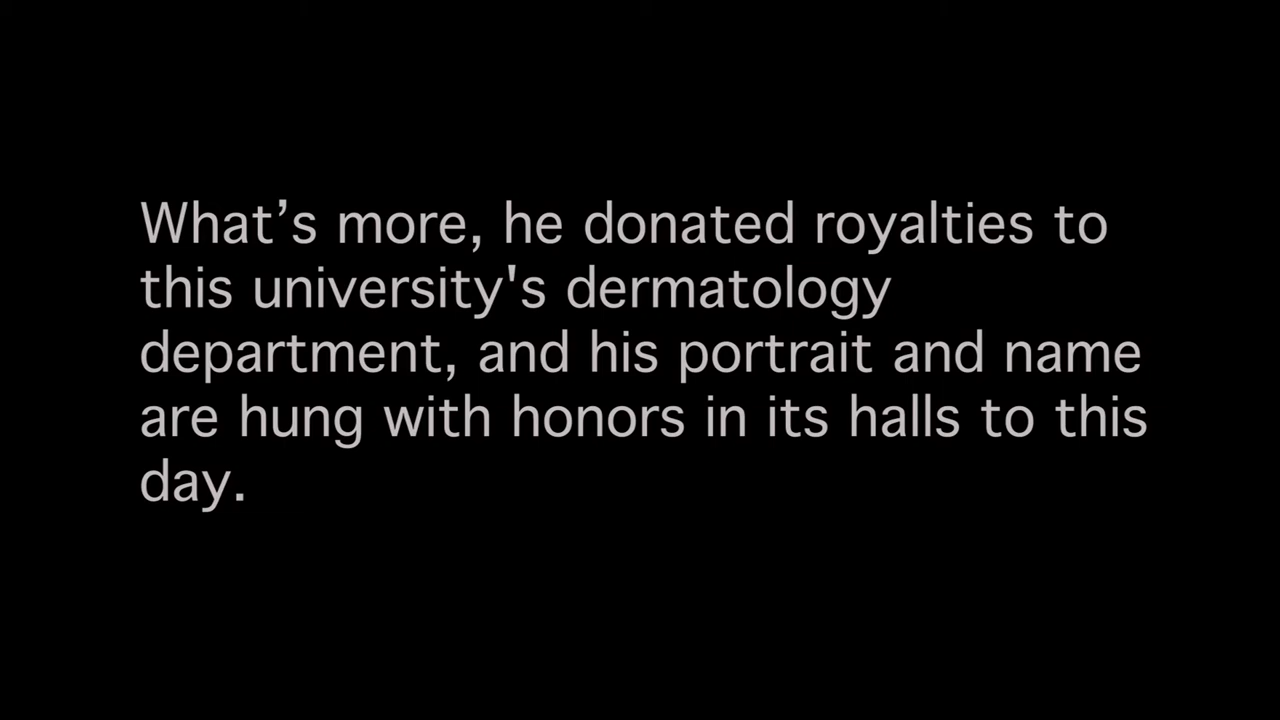 What’s more, he donated royalties to
this university's dermatology
department, and his portrait and name
are hung with honors in its halls to this
day.